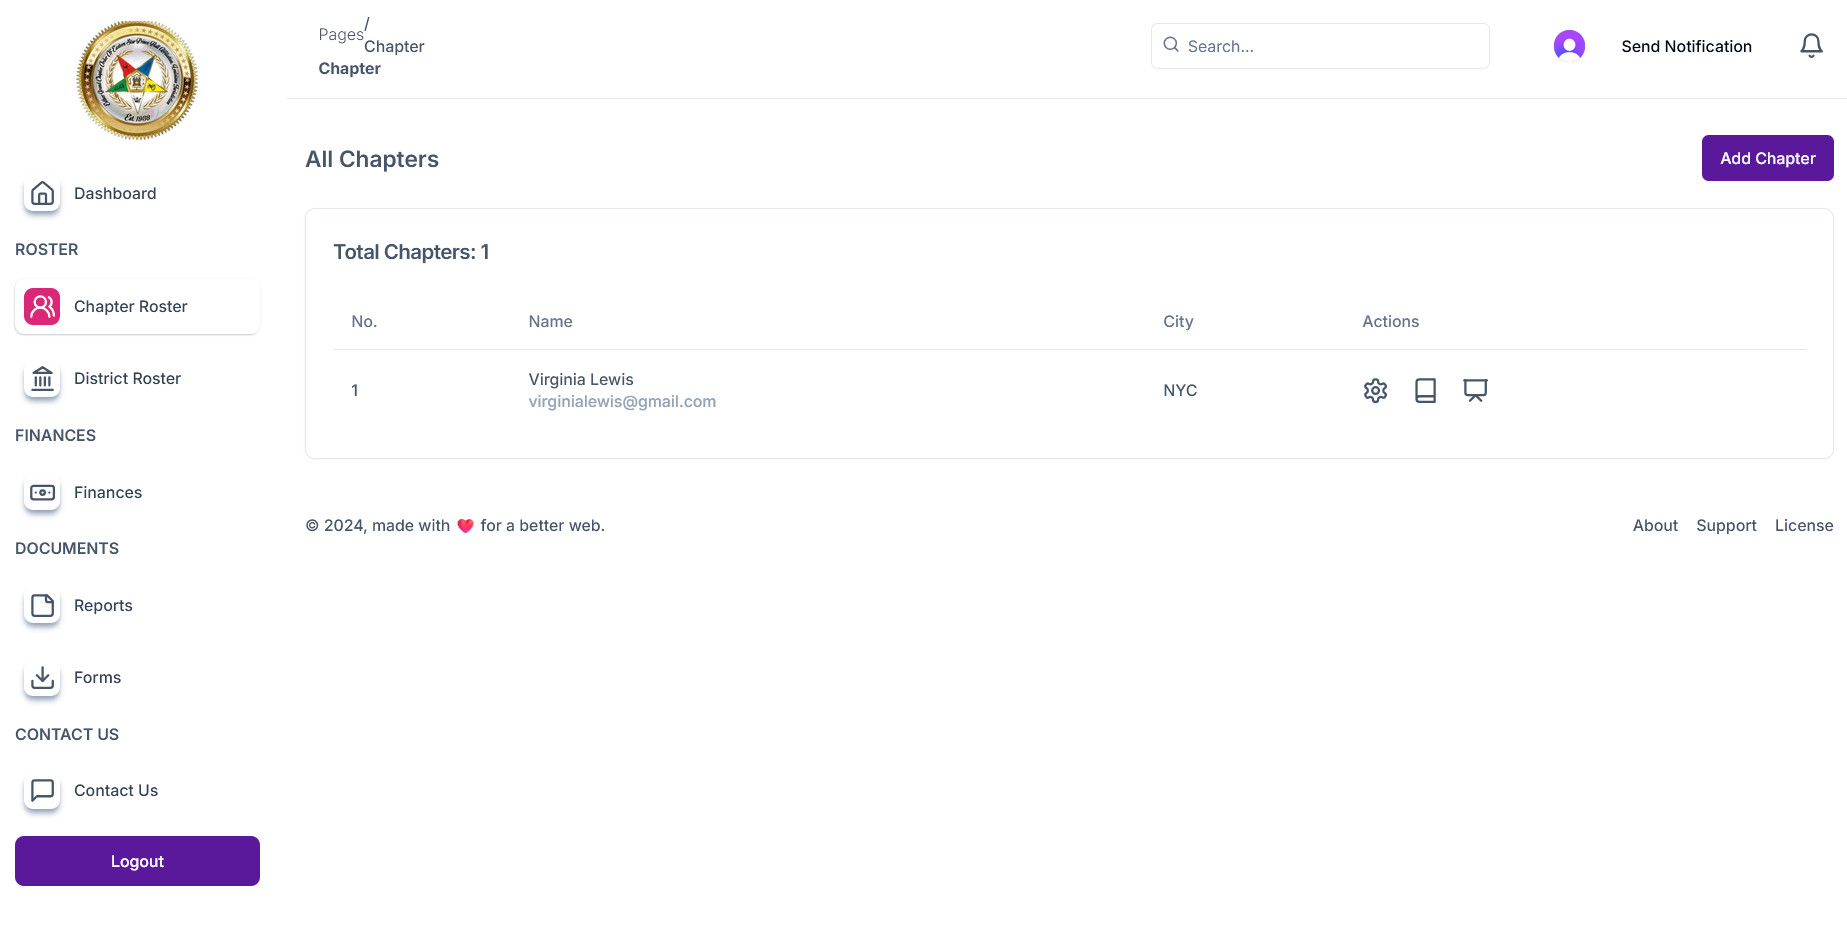 Est. 1988
Dashboard
ROSTER
Chapter Roster
District Roster
FINANCES
Finances
DOCUMENTS
Reports
Forms
CONTACT US
Contact Us
Logout
Pages / Chapter
Chapter
Search...
Send Notification
All Chapters
Add Chapter
Total Chapters: 1
No. Name City Actions
1 Virginia Lewis NYC
virginialewis@gmail.com
© 2024, made with ❤️ for a better web.
About Support License